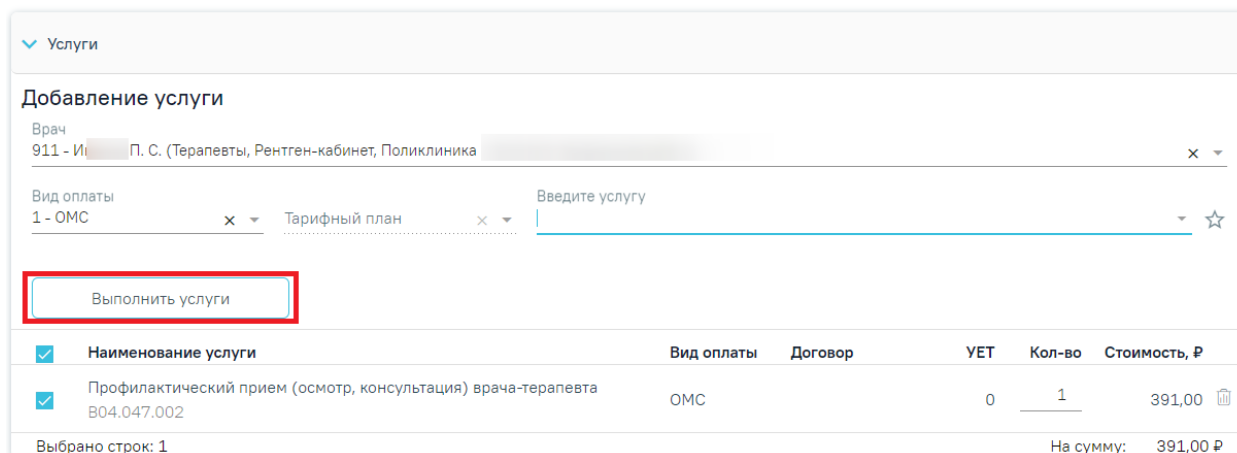 Услуги
Добавление услуги
Врач
911 - И П. С. (Терапевты, Рентген-кабинет, Поликлиника
Вид оплаты Введите услугу
1 - ОМС Тарифный план
Выполнить услуги
Наименование услуги Вид оплаты Договор УЕТ Кол-во Стоимость, ₽
Профилактический прием (осмотр, консультация) врача-терапевта ОМС 0 1 391,00
B04.047.002
Выбрано строк: 1 На сумму: 391,00 ₽